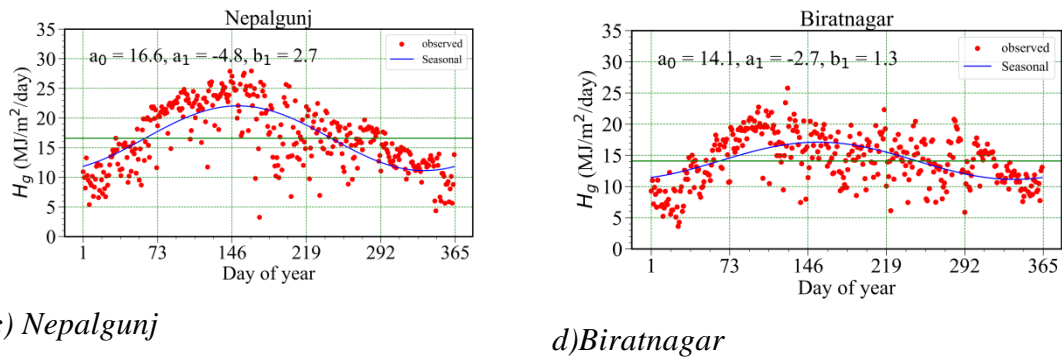 Nepalgunj
a₀ = 16.6, a₁ = -4.8, b₁ = 2.7
observed
Seasonal
H_g (MJ/m²/day)
35
30
25
20
15
10
5
0
1 73 146 219 292 365
Day of year
) Nepalgunj
Biratnagar
a₀ = 14.1, a₁ = -2.7, b₁ = 1.3
observed
Seasonal
H_g (MJ/m²/day)
35
30
25
20
15
10
5
0
1 73 146 219 292 365
Day of year
d)Biratnagar